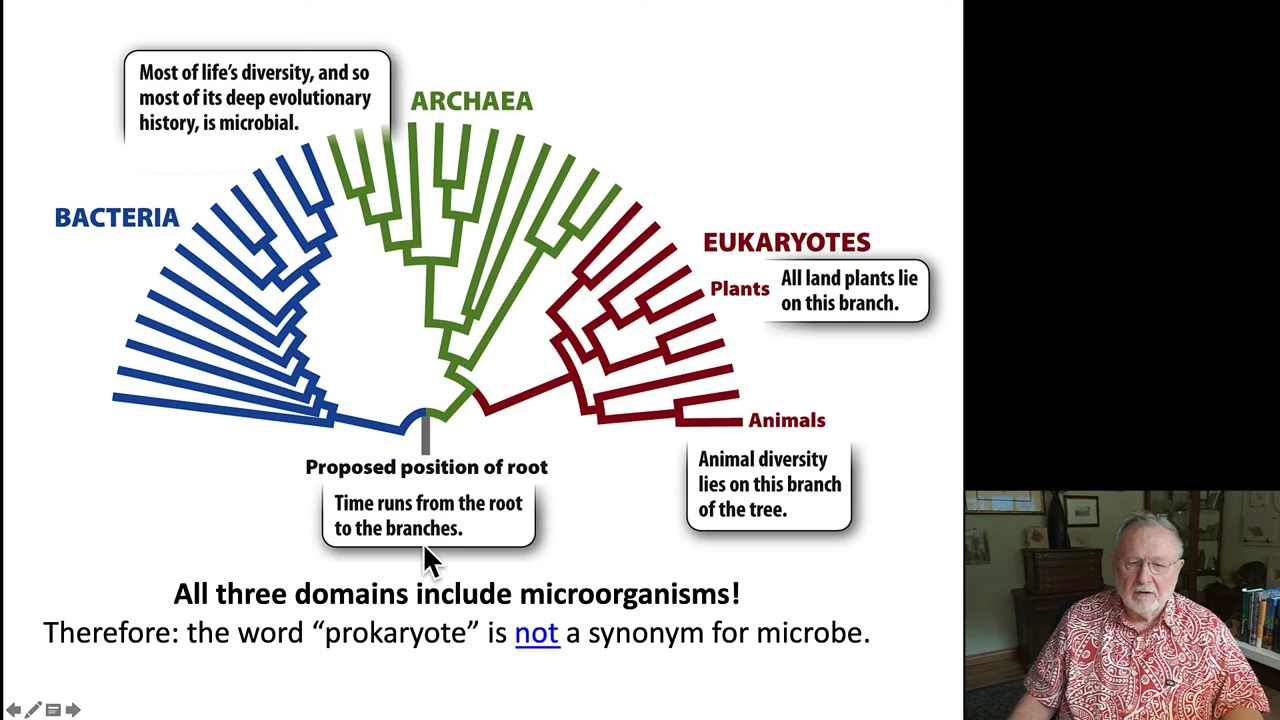 Most of life's diversity, and so
most of its deep evolutionary
history, is microbial.
ARCHAEA
BACTERIA
EUKARYOTES
Plants
All land plants lie
on this branch.
Animals
Animal diversity
lies on this branch
of the tree.
Proposed position of root
Time runs from the root
to the branches.
All three domains include microorganisms!
Therefore: the word “prokaryote” is not a synonym for microbe.